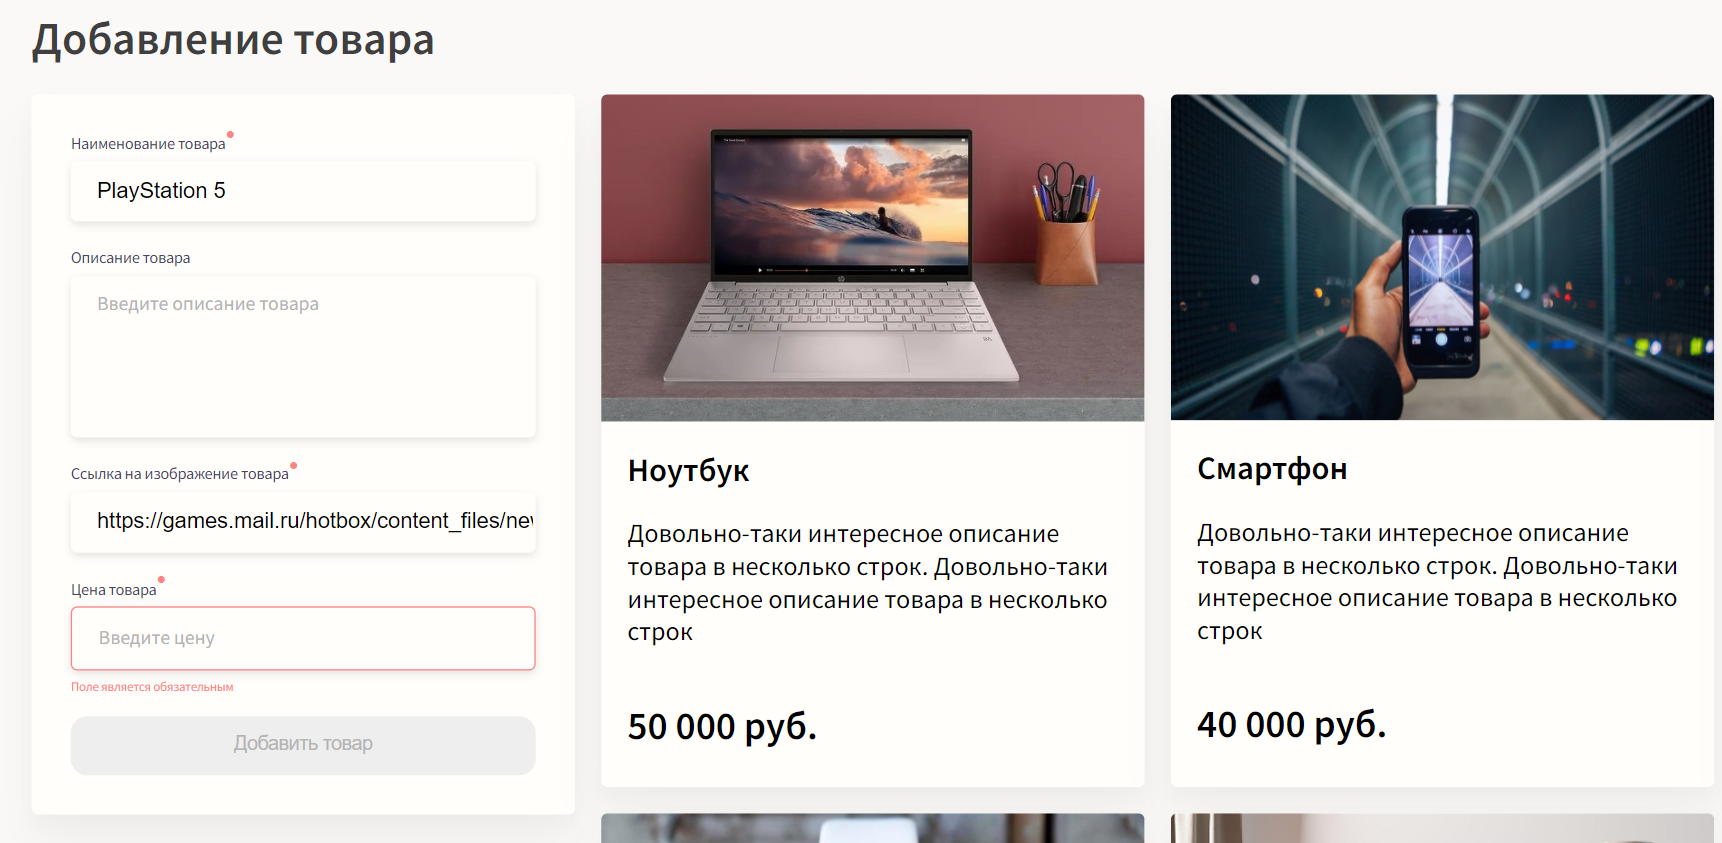 Добавление товара
Наименование товара
PlayStation 5
Описание товара
Введите описание товара
Ссылка на изображение товара
https://games.mail.ru/hotbox/content_files/nev
Цена товара
Введите цену
Поле является обязательным
Добавить товар
Ноутбук
Довольно-таки интересное описание
товара в несколько строк. Довольно-таки
интересное описание товара в несколько
строк
50 000 руб.
Смартфон
Довольно-таки интересное описание
товара в несколько строк. Довольно-таки
интересное описание товара в несколько
строк
40 000 руб.